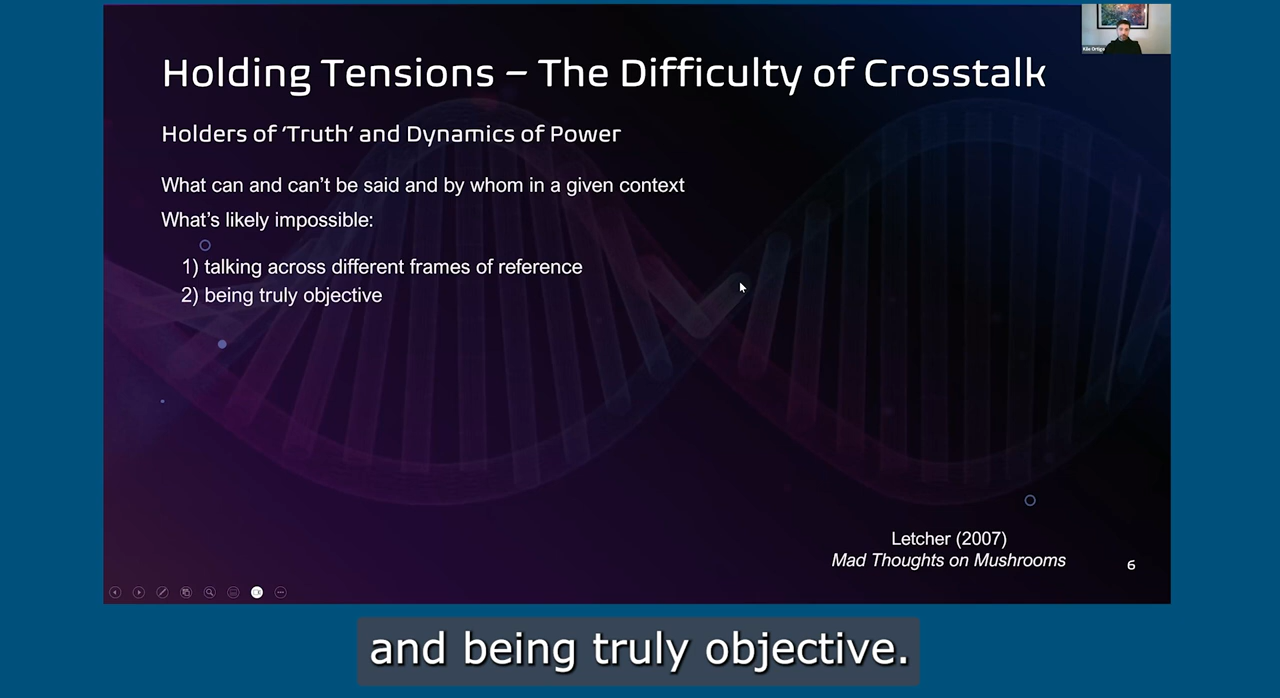 Holding Tensions – The Difficulty of Crosstalk
Holders of ‘Truth’ and Dynamics of Power
What can and can’t be said and by whom in a given context
What’s likely impossible:
1) talking across different frames of reference
2) being truly objective
Letcher (2007)
Mad Thoughts on Mushrooms
6
Kile Ortigo
and being truly objective.